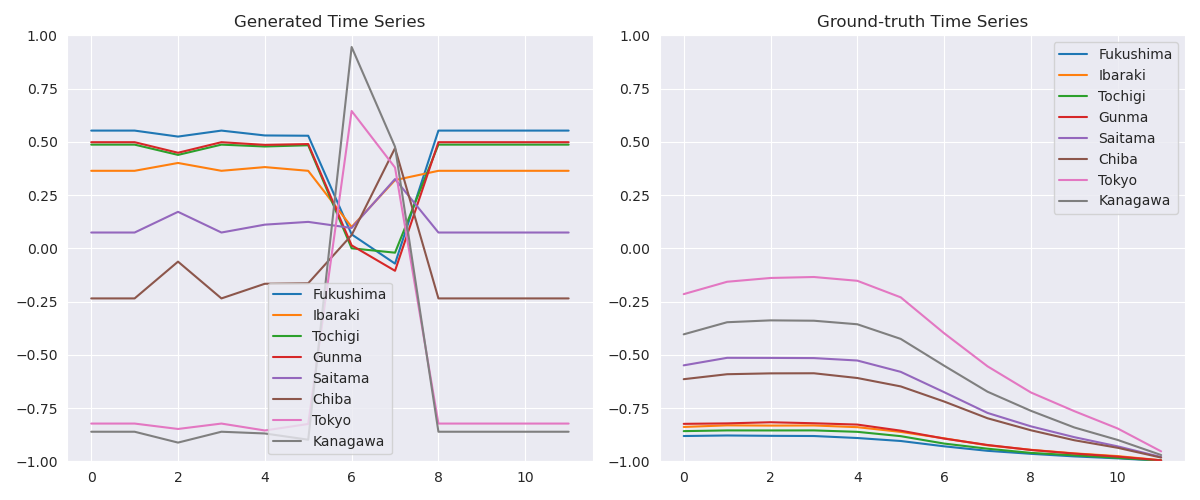 Generated Time Series
1.00
0.75
0.50
0.25
0.00
−0.25
−0.50
−0.75
−1.00
0 2 4 6 8 10
Fukushima
Ibaraki
Tochigi
Gunma
Saitama
Chiba
Tokyo
Kanagawa
Ground-truth Time Series
1.00
0.75
0.50
0.25
0.00
−0.25
−0.50
−0.75
−1.00
0 2 4 6 8 10
Fukushima
Ibaraki
Tochigi
Gunma
Saitama
Chiba
Tokyo
Kanagawa